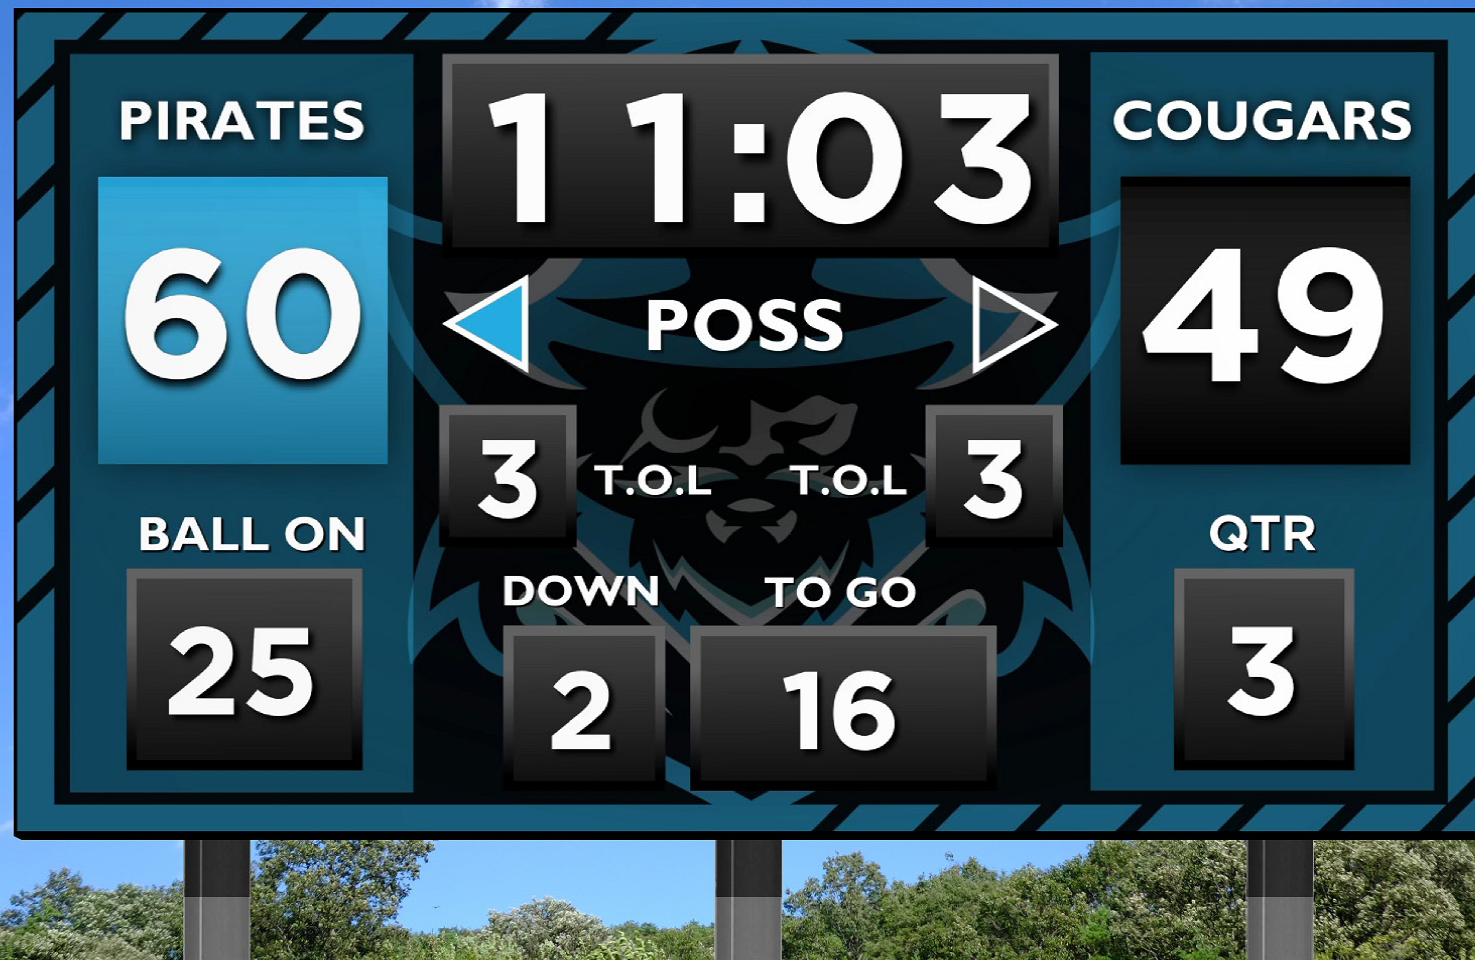 PIRATES
11:03
COUGARS
60
POSS
49
3 T.O.L T.O.L 3
BALL ON
QTR
DOWN TO GO
25
2
16
3